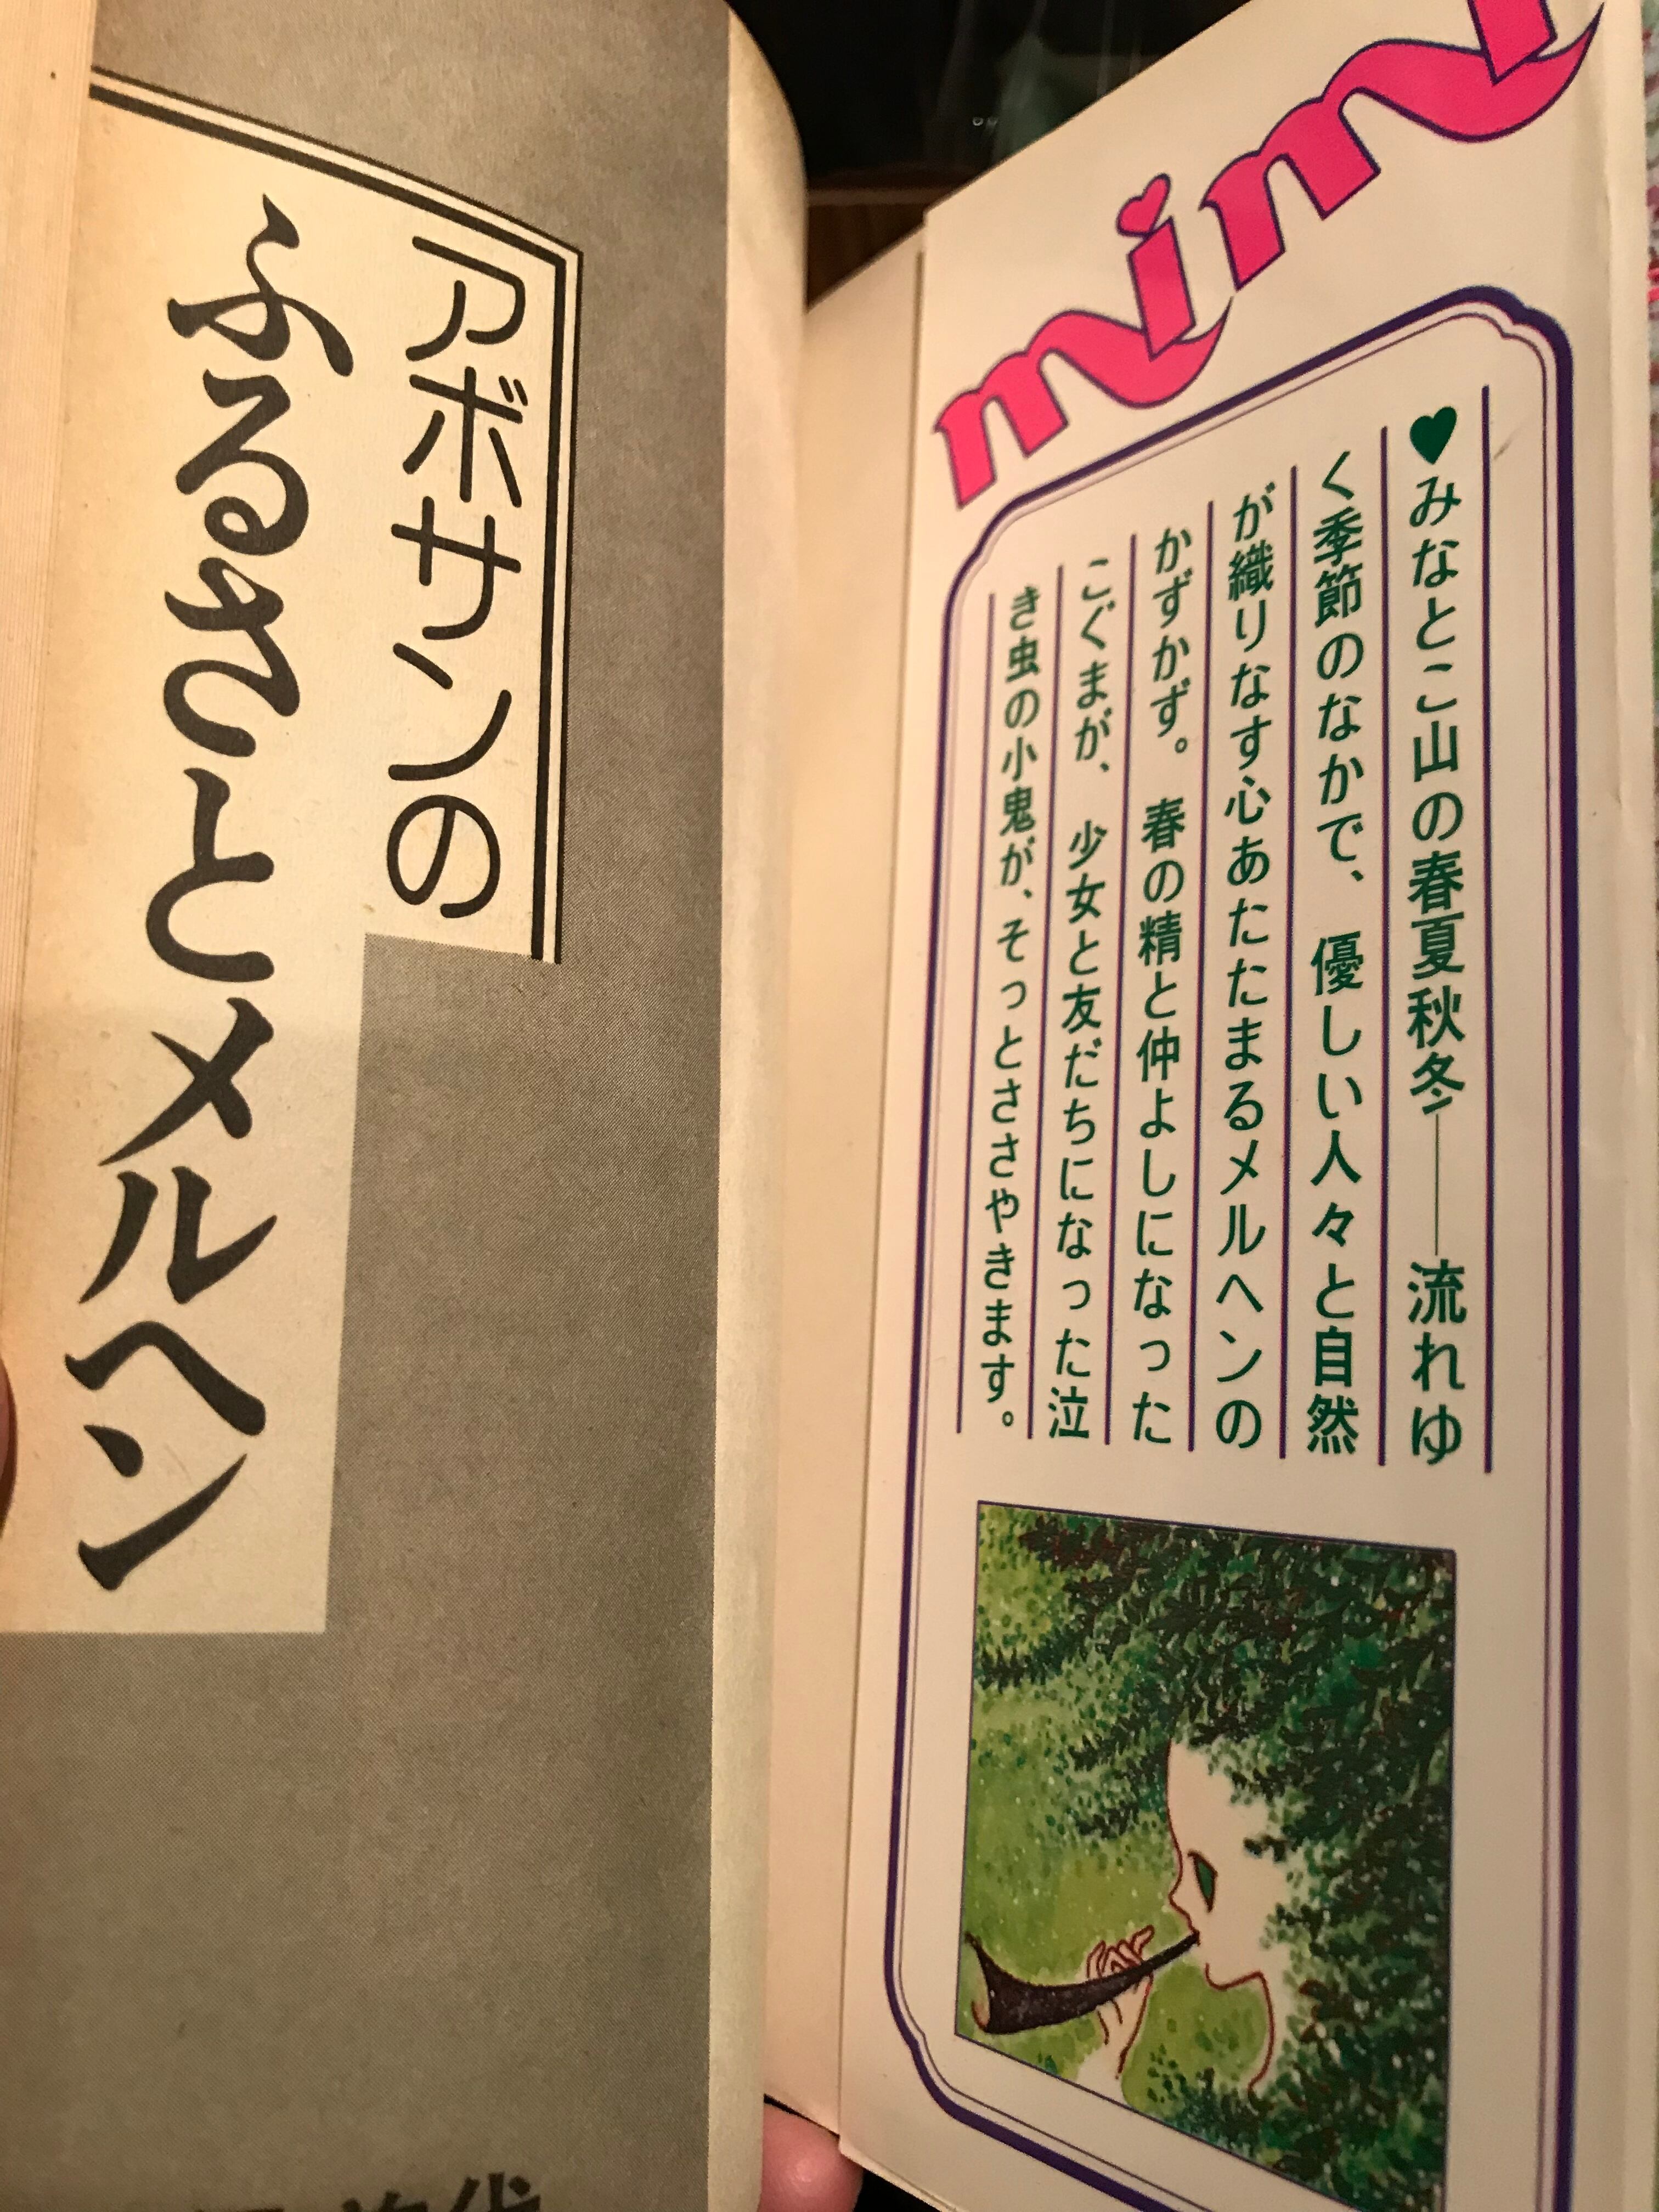 mimi
♥みなとこ山の春夏秋冬――流れゆ
く季節のなかで、優しい人々と自然
が織りなす心あたたまるメルヘンの
かずかず。春の精と仲よしになった
こぐまが、少女と友だちになった泣
き虫の小鬼が、そっとささやきます。
アボサンの
ふるさとメルヘン